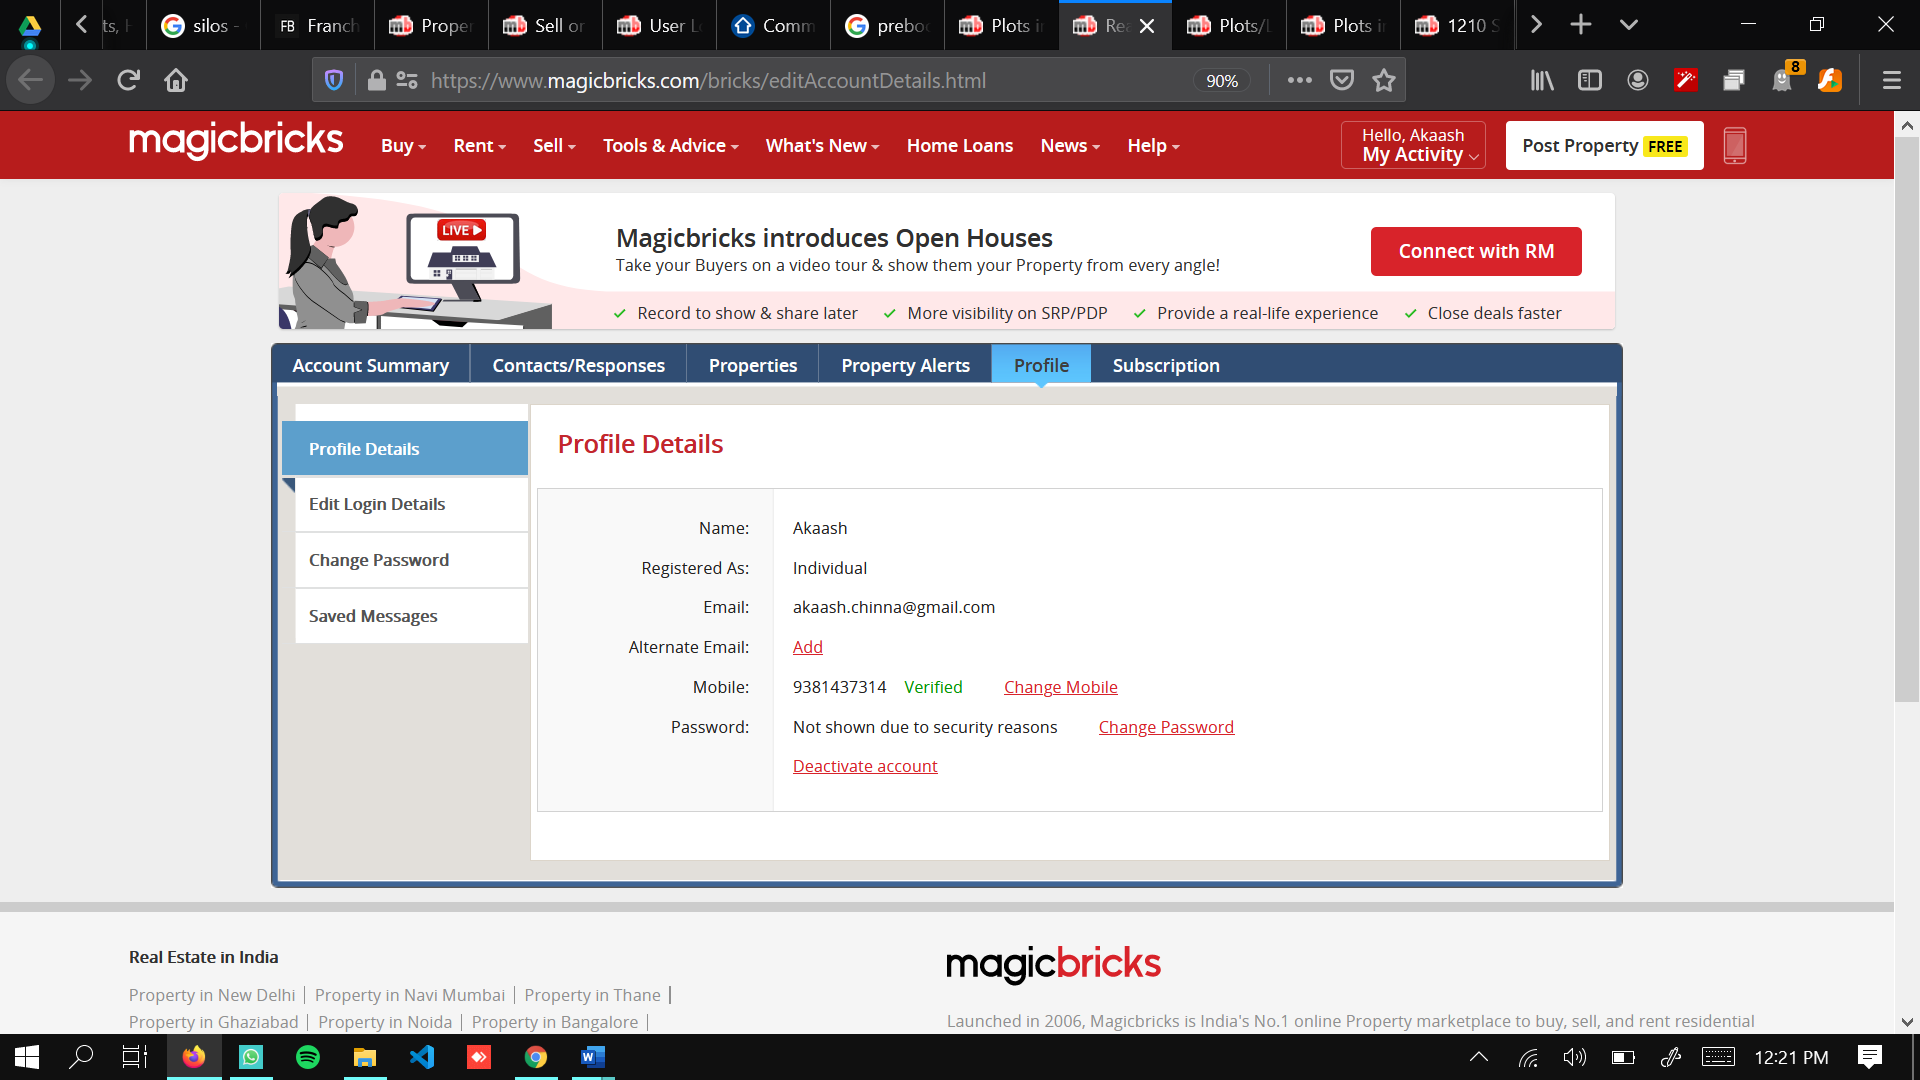 silos -
Franch
Proper
Sell or
User L
Comm
prebo
Plots i
Rea
Plots/L
Plots i
1210 S
https://www.magicbricks.com/bricks/editAccountDetails.html
90%
8
magicbricks
Buy
Rent
Sell
Tools & Advice
What's New
Home Loans
News
Help
Hello, Akaash
My Activity
Post Property FREE
LIVE
Magicbricks introduces Open Houses
Take your Buyers on a video tour & show them your Property from every angle!
Connect with RM
Record to show & share later
More visibility on SRP/PDP
Provide a real-life experience
Close deals faster
Account Summary
Contacts/Responses
Properties
Property Alerts
Profile
Subscription
Profile Details
Edit Login Details
Change Password
Saved Messages
Profile Details
Name: Akaash
Registered As: Individual
Email: akaash.chinna@gmail.com
Alternate Email: Add
Mobile: 9381437314 Verified Change Mobile
Password: Not shown due to security reasons Change Password
Deactivate account
Real Estate in India
Property in New Delhi | Property in Navi Mumbai | Property in Thane |
Property in Ghaziabad | Property in Noida | Property in Bangalore |
magicbricks
Launched in 2006, Magicbricks is India's No.1 online Property marketplace to buy, sell, and rent residential
12:21 PM